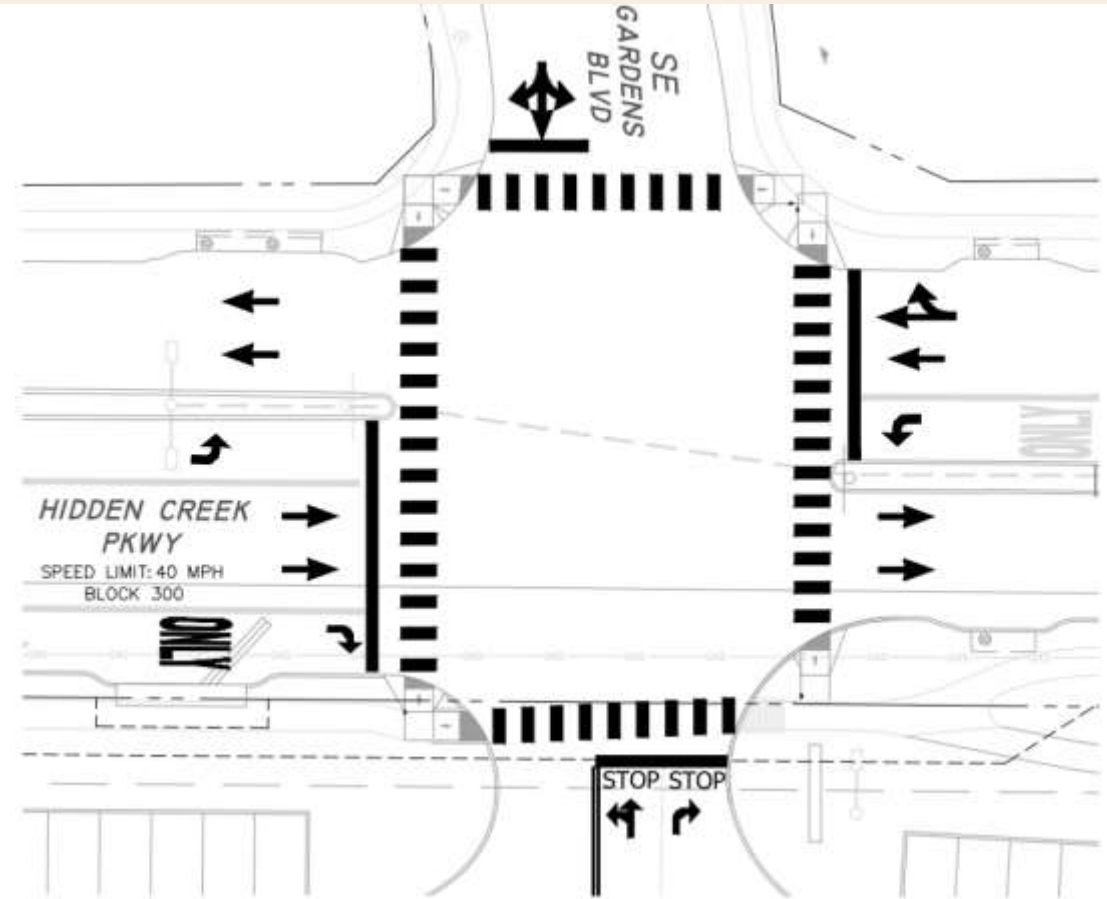 SE
GARDENS
BLVD
ONLY
HIDDEN CREEK
PKWY
SPEED LIMIT: 40 MPH
BLOCK 300
ONLY
STOP STOP